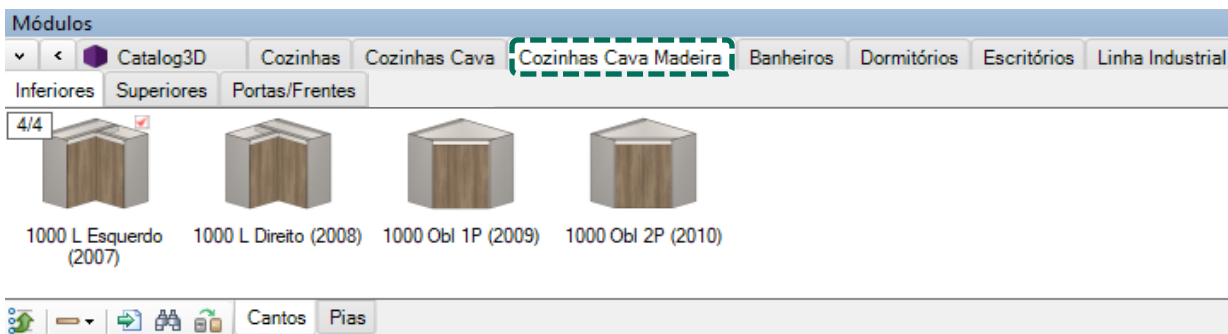 Módulos
Catalog3D Cozinhas Cozinhas Cava Cozinhas Cava Madeira Banheiros Dormitórios Escritórios Linha Industrial
Inferiores Superiores Portas/Frentes
4/4
1000 L Esquerdo (2007) 1000 L Direito (2008) 1000 Obl 1P (2009) 1000 Obl 2P (2010)
Cantos Pias